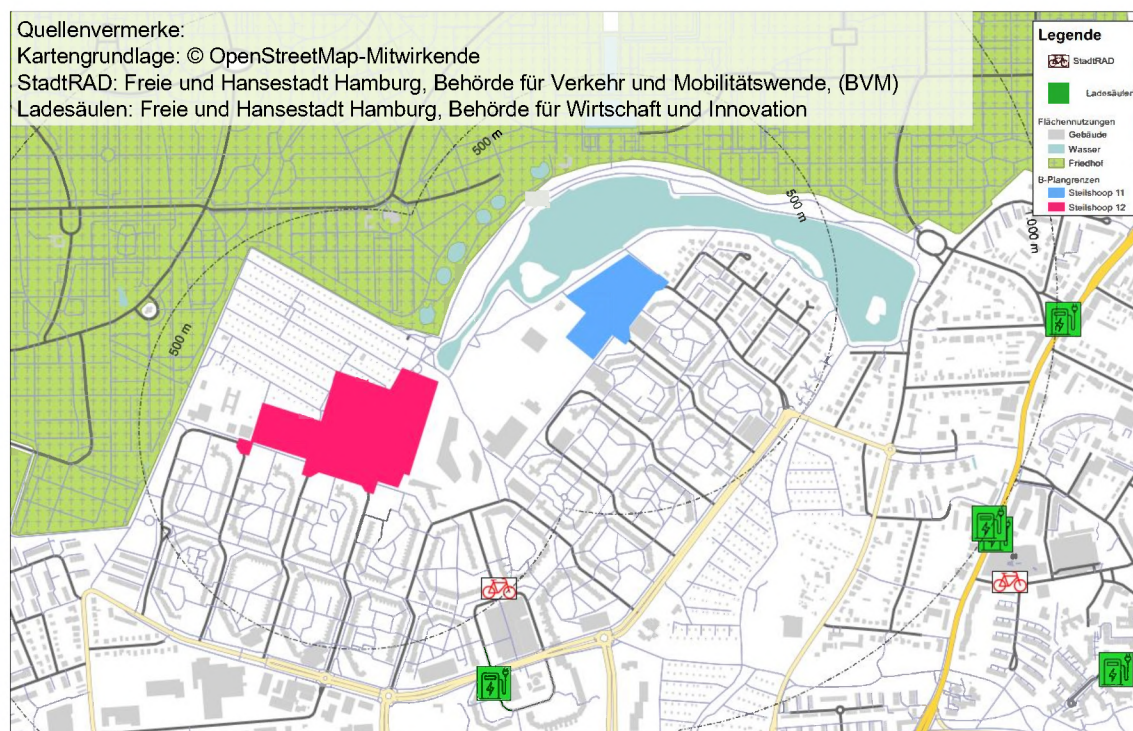 Quellenvermerke:
Kartengrundlage: © OpenStreetMap-Mitwirkende
StadtRAD: Freie und Hansestadt Hamburg, Behörde für Verkehr und Mobilitätswende, (BVM)
Ladesäulen: Freie und Hansestadt Hamburg, Behörde für Wirtschaft und Innovation
Legende
StadtRAD
Ladesäulen
Flächennutzungen
Gebäude
Wasser
Friedhof
B-Plangrenzen
Steilshoop 11
Steilshoop 12
500 m
500 m
1.000 m
500 m